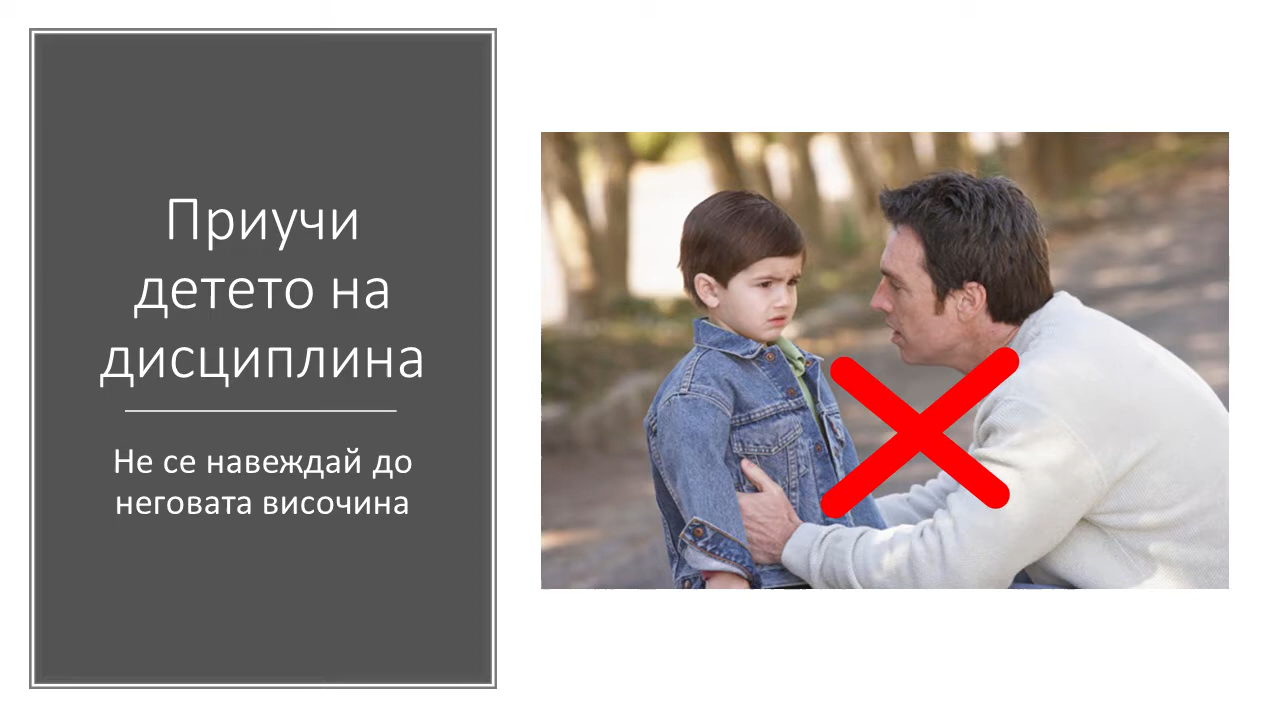 Приучи
детето на
дисциплина
Не се навеждай до
неговата височина